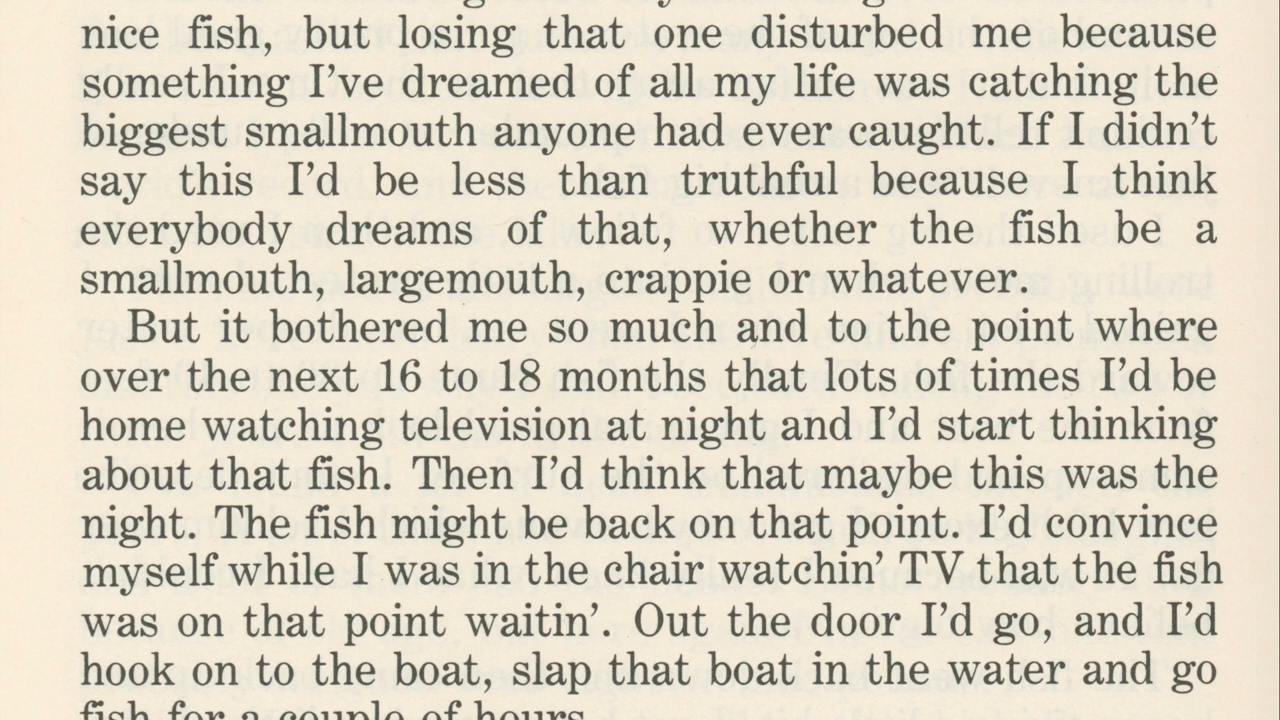 nice fish, but losing that one disturbed me because
something I've dreamed of all my life was catching the
biggest smallmouth anyone had ever caught. If I didn't
say this I'd be less than truthful because I think
everybody dreams of that, whether the fish be a
smallmouth, largemouth, crappie or whatever.
But it bothered me so much and to the point where
over the next 16 to 18 months that lots of times I'd be
home watching television at night and I'd start thinking
about that fish. Then I'd think that maybe this was the
night. The fish might be back on that point. I'd convince
myself while I was in the chair watchin' TV that the fish
was on that point waitin'. Out the door I'd go, and I'd
hook on to the boat, slap that boat in the water and go
fish for a couple of hours.